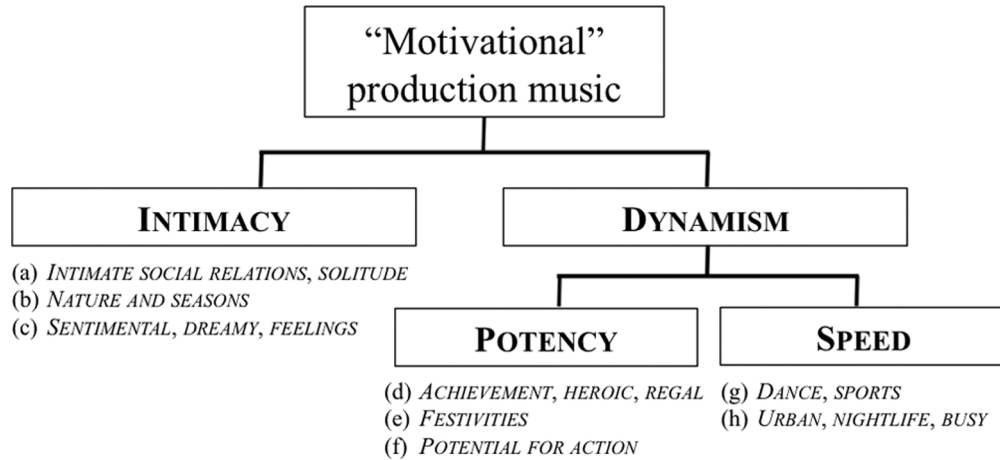 “Motivational”
production music
INTIMACY
(a) INTIMATE SOCIAL RELATIONS, SOLITUDE
(b) NATURE AND SEASONS
(c) SENTIMENTAL, DREAMY, FEELINGS
DYNAMISM
POTENCY
(d) ACHIEVEMENT, HEROIC, REGAL
(e) FESTIVITIES
(f) POTENTIAL FOR ACTION
SPEED
(g) DANCE, SPORTS
(h) URBAN, NIGHTLIFE, BUSY